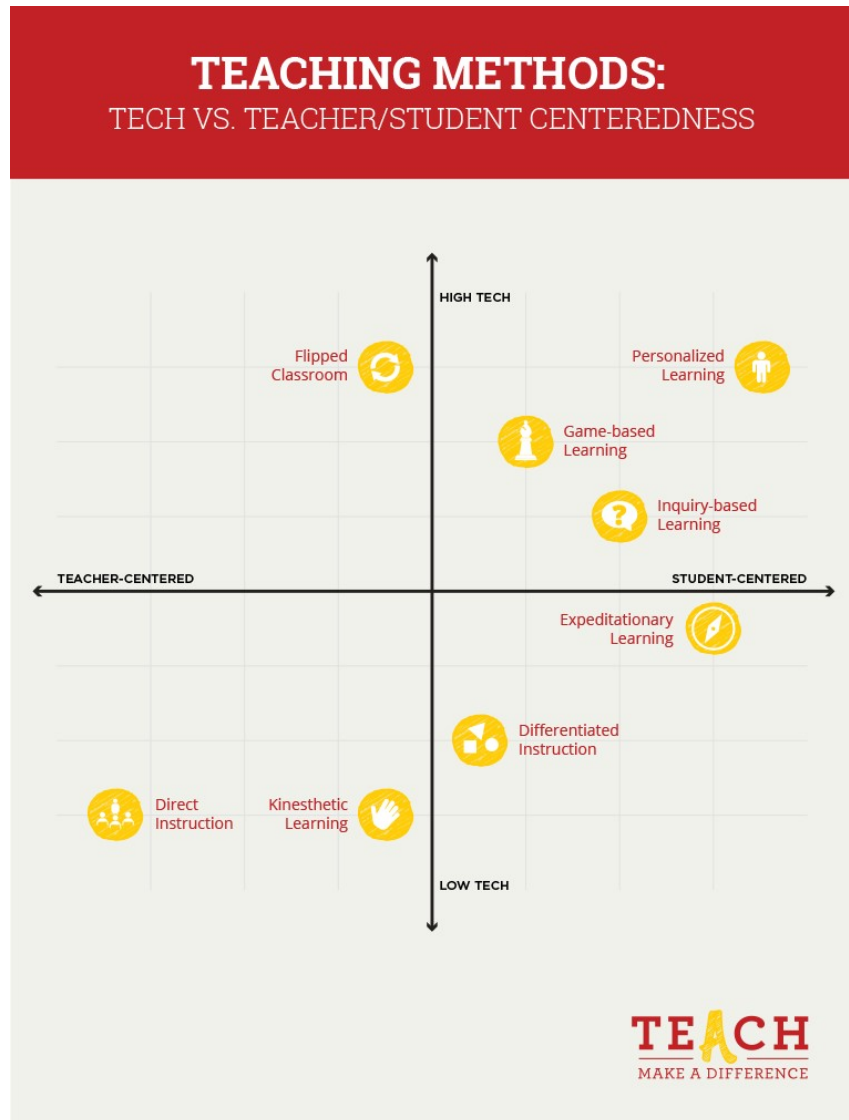 TEACHING METHODS:
TECH VS. TEACHER/STUDENT CENTEREDNESS
HIGH TECH
Flipped
Classroom
Personalized
Learning
Game-based
Learning
Inquiry-based
Learning
TEACHER-CENTERED
STUDENT-CENTERED
Expeditationary
Learning
Differentiated
Instruction
Direct
Instruction
Kinesthetic
Learning
LOW TECH
TEACH
MAKE A DIFFERENCE